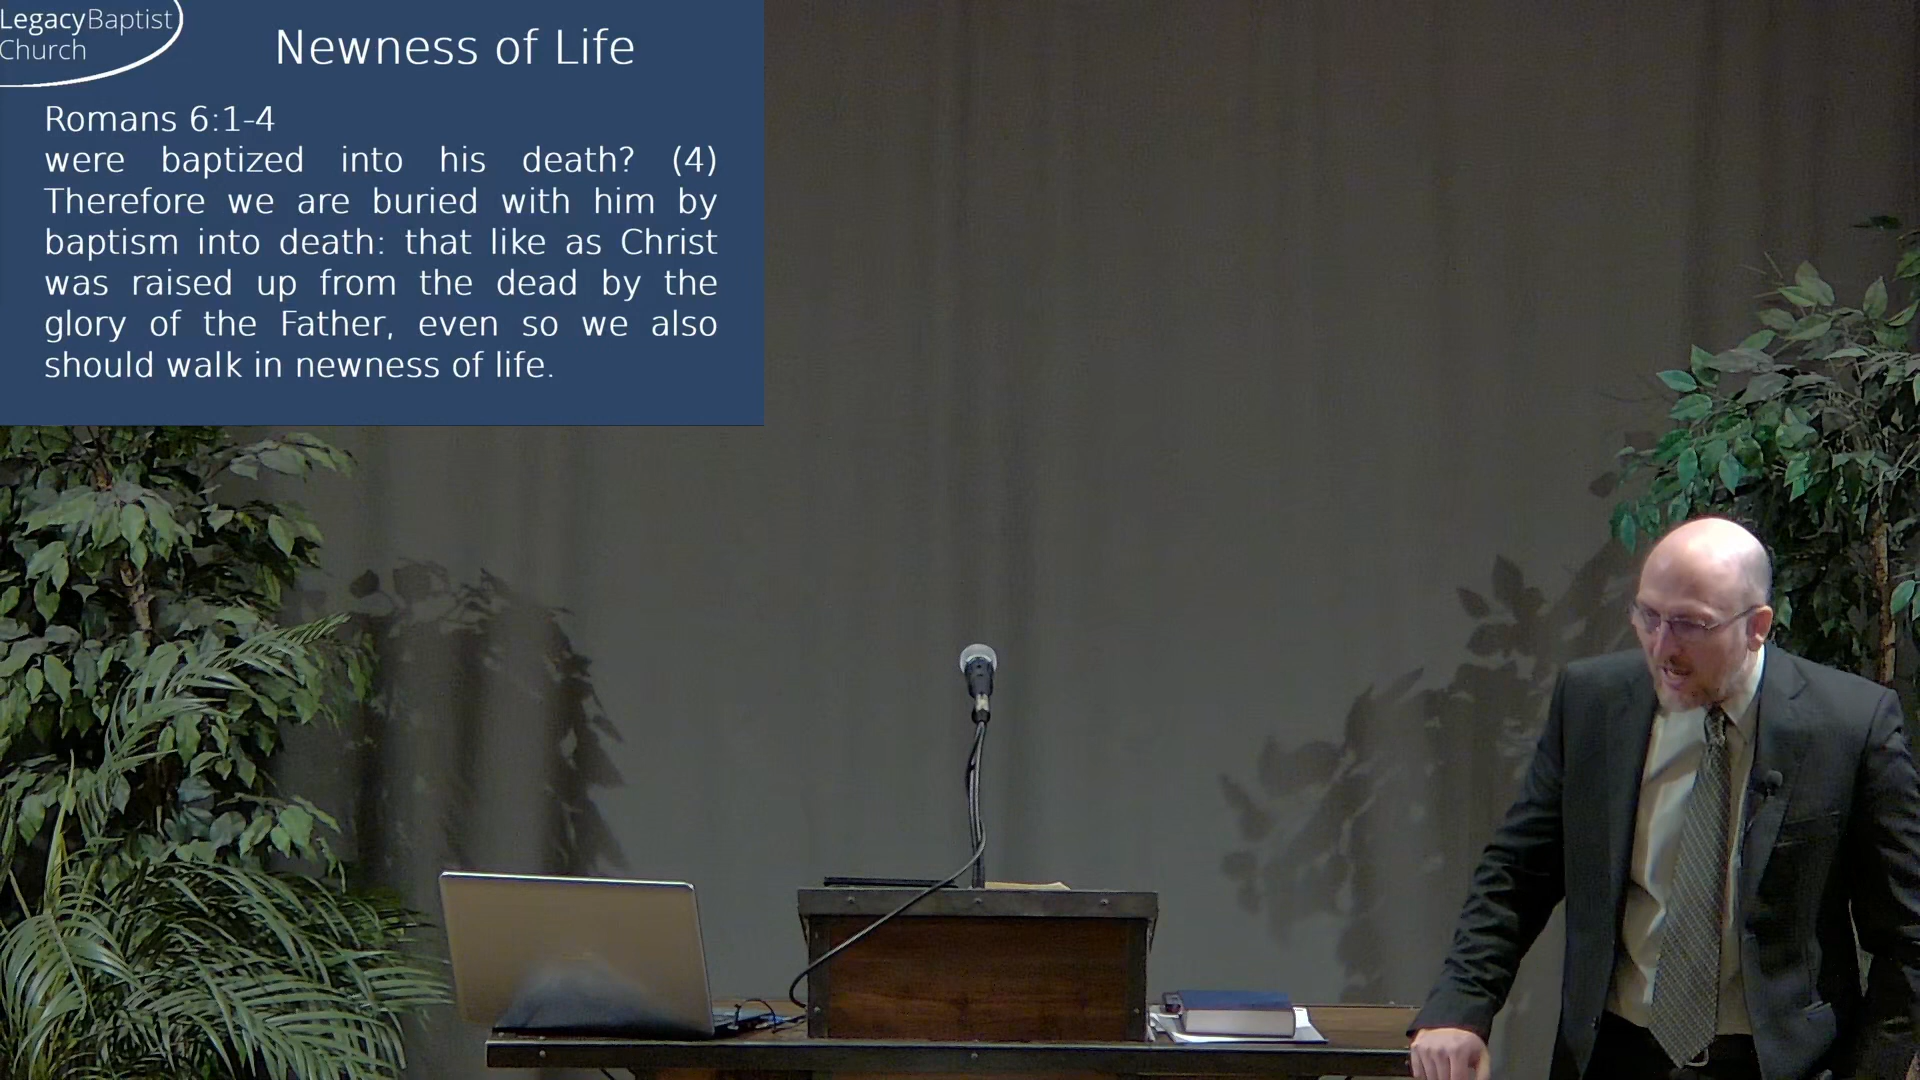 LegacyBaptist
Church
Newness of Life
Romans 6:1-4
were baptized into his death? (4)
Therefore we are buried with him by
baptism into death: that like as Christ
was raised up from the dead by the
glory of the Father, even so we also
should walk in newness of life.